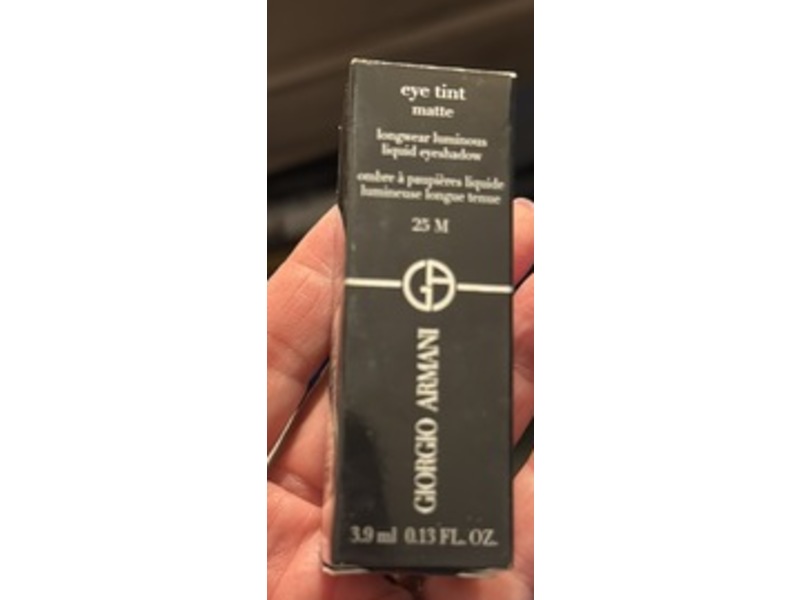 eye tint
matte
longwear luminous
liquid eyeshadow
ombre à paupières liquide
lumineuse longue tenue
25 M
GA
GIORGIO ARMANI
3.9 ml 0.13 FL. OZ.